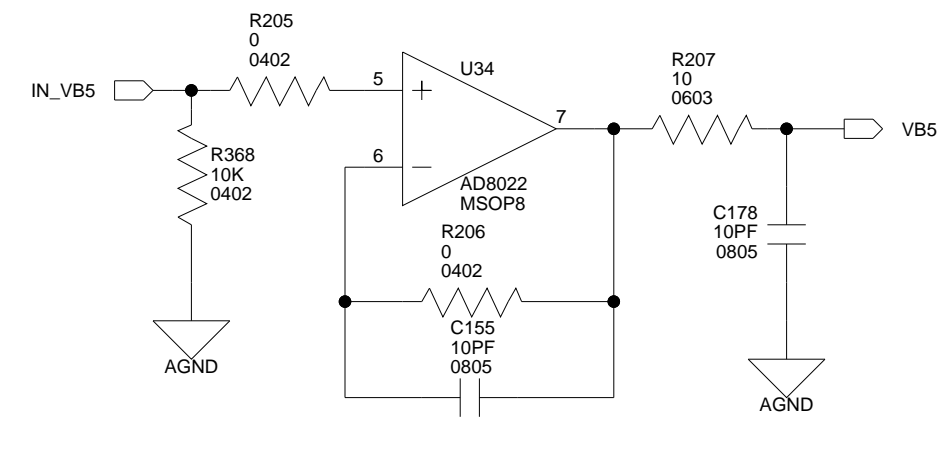 R205
0
0402
IN_VB5
R368
10K
0402
AGND
5
+
6
−
U34
7
AD8022
MSOP8
R206
0
0402
C155
10PF
0805
R207
10
0603
VB5
C178
10PF
0805
AGND